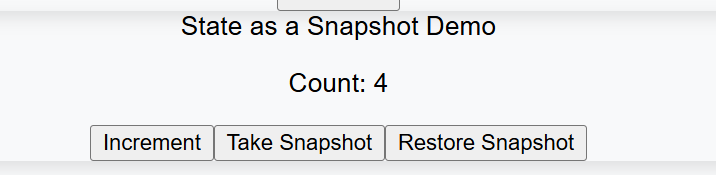 State as a Snapshot Demo
Count: 4
Increment Take Snapshot Restore Snapshot